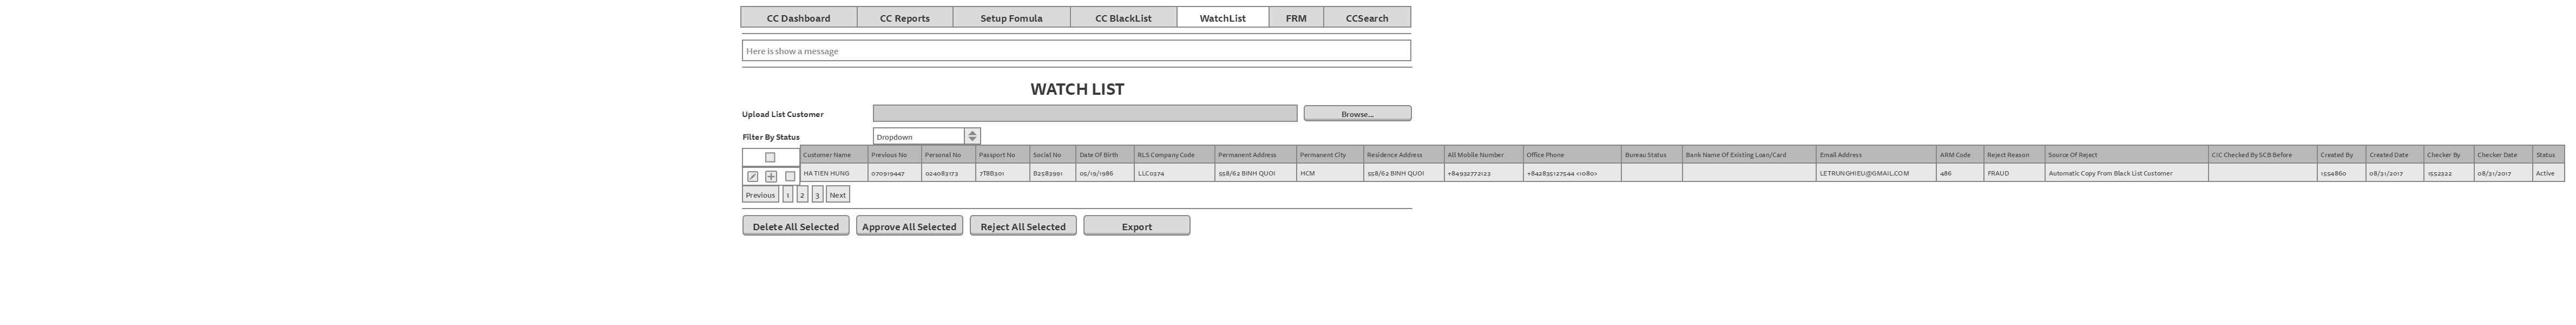 CC Dashboard CC Reports Setup Fomula CC BlackList WatchList FRM CCSearch
Here is show a message
WATCH LIST
Upload List Customer Browse...
Filter By Status Dropdown
Customer Name Previous No Personal No Passport No Social No Date Of Birth RLS Company Code Permanent Address Permanent City Residence Address All Mobile Number Office Phone Bureau Status Bank Name Of Existing Loan/Card Email Address ARM Code Reject Reason Source Of Reject CIC Checked By SCB Before Created By Created Date Checker By Checker Date Status
HA TIEN HUNG 070919447 024083173 7T8B301 B2583991 05/19/1986 LLC0374 558/62 BINH QUOI HCM 558/62 BINH QUOI +84932772123 +842835127544 <1080> LETRUNGHIEU@GMAIL.COM 486 FRAUD Automatic Copy From Black List Customer 1554860 08/31/2017 1552322 08/31/2017 Active
Previous 1 2 3 Next
Delete All Selected Approve All Selected Reject All Selected Export